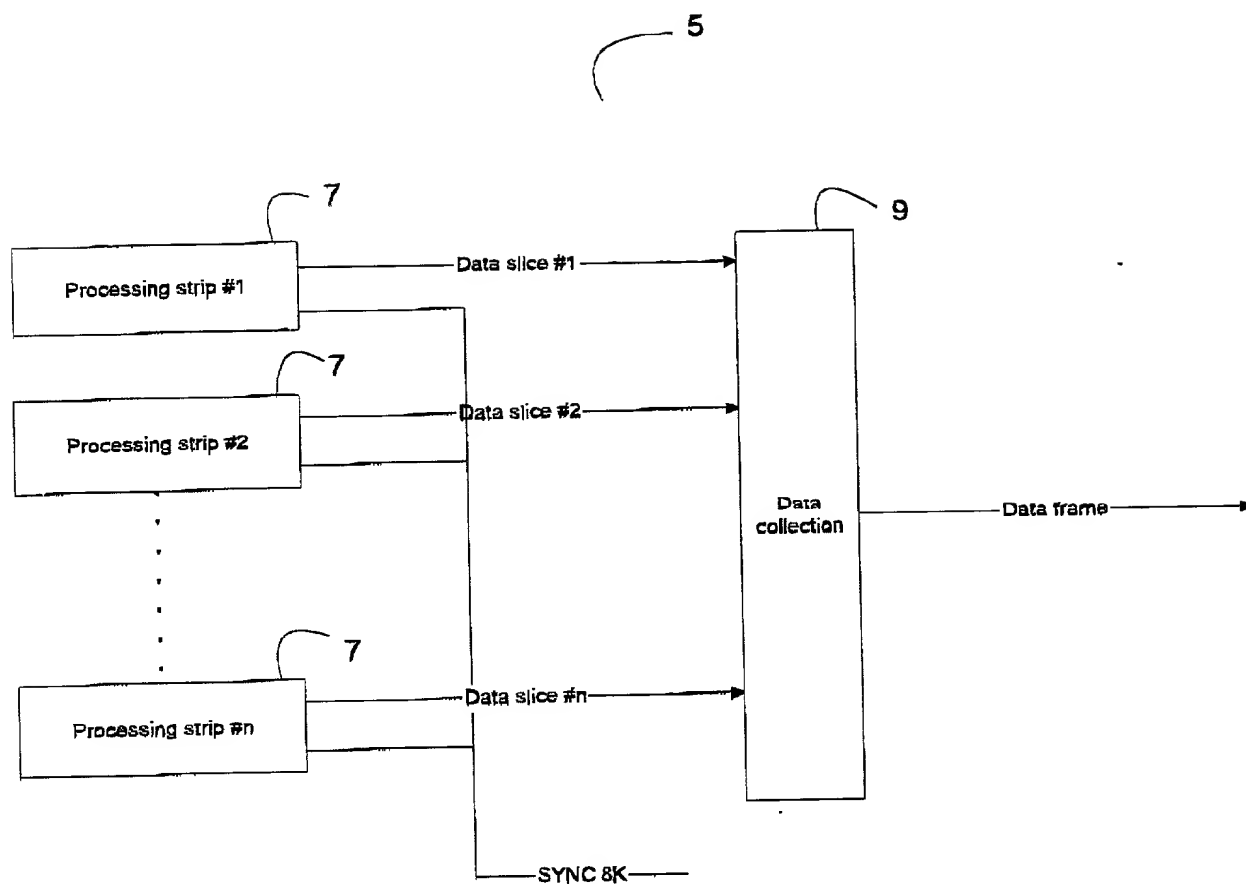 5
7
9
Processing strip #1
Data slice #1
7
Processing strip #2
Data slice #2
Data
collection
Data frame
7
Processing strip #n
Data slice #n
SYNC 8K